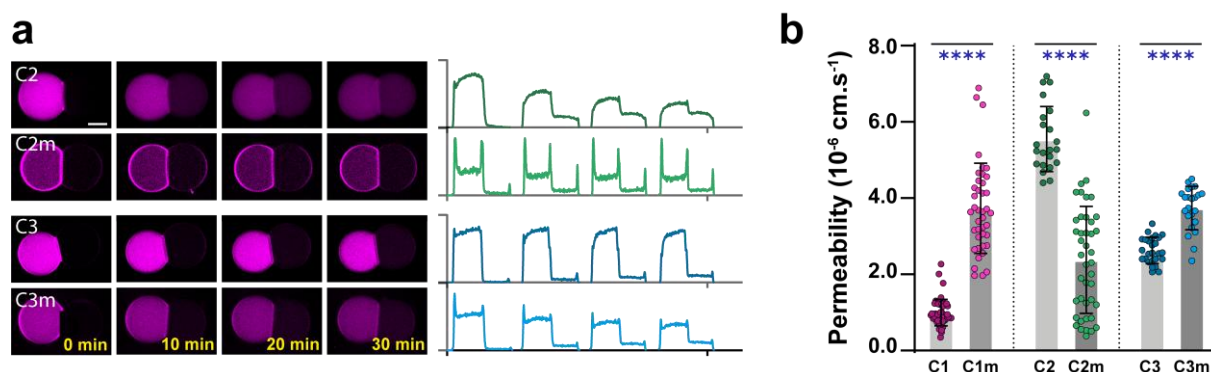 a
C2
C2m
C3
C3m
0 min
10 min
20 min
30 min
b
Permeability (10⁻⁶ cm.s⁻¹)
8.0
6.0
4.0
2.0
0.0
****
****
****
C1
C1m
C2
C2m
C3
C3m